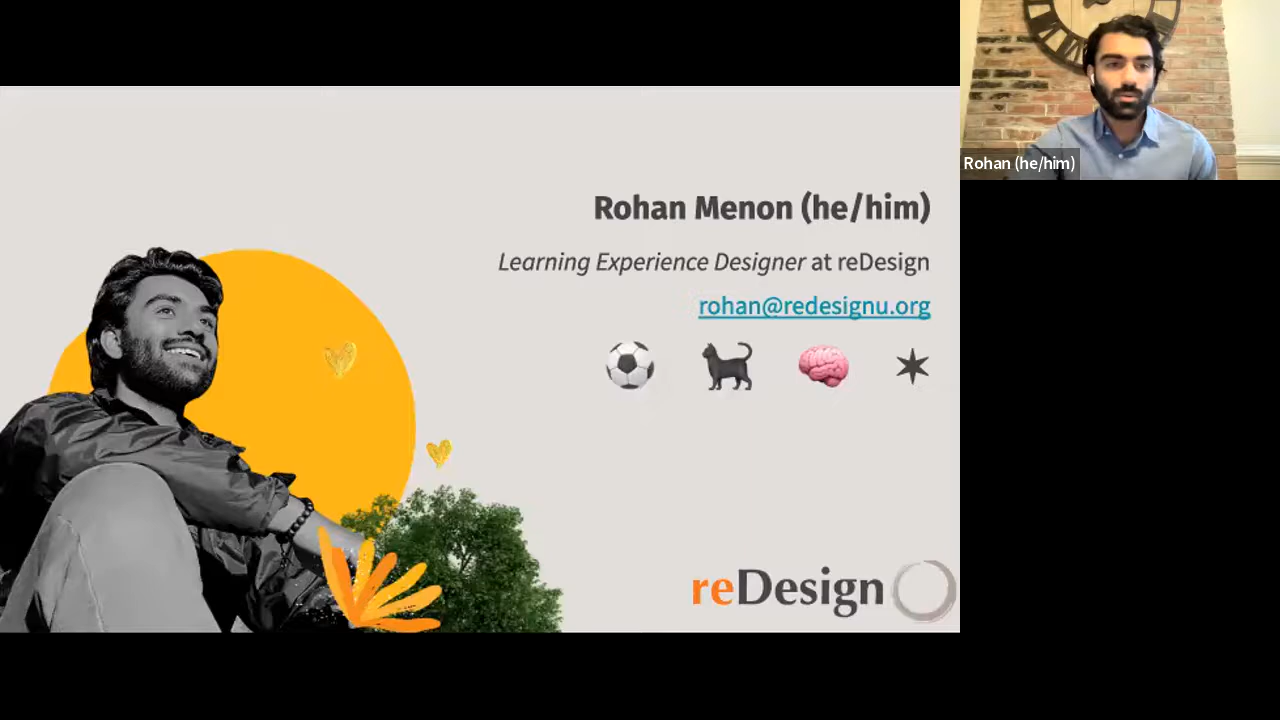 Rohan Menon (he/him)
Learning Experience Designer at reDesign
rohan@redesignu.org
reDesign
Rohan (he/him)